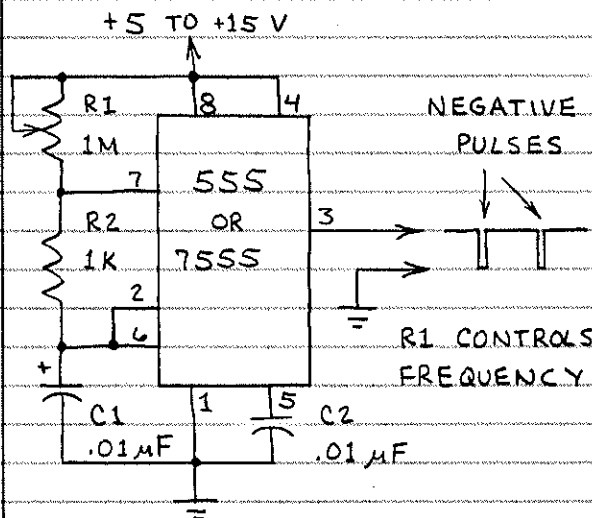 +5 TO +15 V
R1
1M
8
4
NEGATIVE
PULSES
7
555
OR
7555
3
R2
1K
2
6
R1 CONTROLS
FREQUENCY
+
C1
.01µF
1
5
C2
.01µF